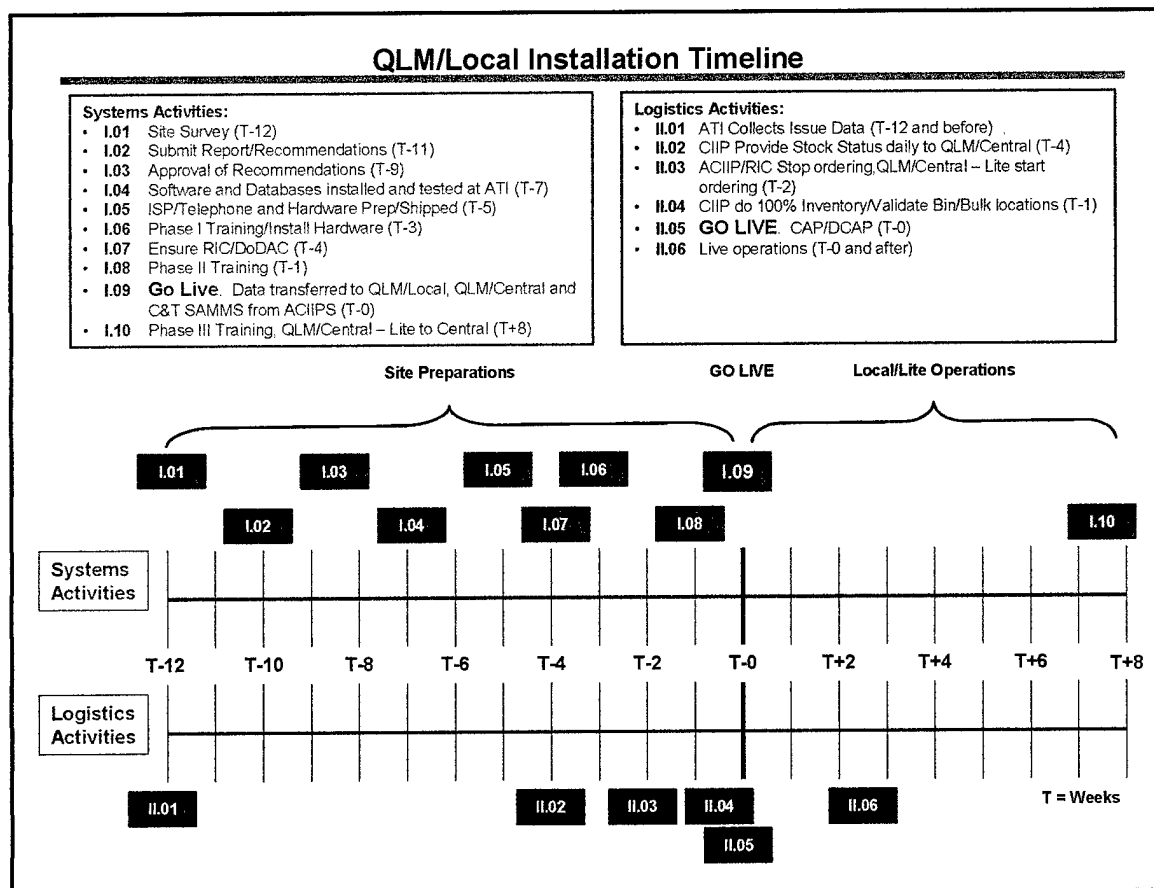 QLM/Local Installation Timeline
Systems Activities:
• I.01 Site Survey (T-12)
• I.02 Submit Report/Recommendations (T-11)
• I.03 Approval of Recommendations (T-9)
• I.04 Software and Databases installed and tested at ATI (T-7)
• I.05 ISP/Telephone and Hardware Prep/Shipped (T-5)
• I.06 Phase I Training/Install Hardware (T-3)
• I.07 Ensure RIC/DoDAC (T-4)
• I.08 Phase II Training (T-1)
• I.09 Go Live. Data transferred to QLM/Local, QLM/Central and
C&T SAMMS from ACIIPS (T-0)
• I.10 Phase III Training, QLM/Central – Lite to Central (T+8)
Logistics Activities:
• II.01 ATI Collects Issue Data (T-12 and before)
• II.02 CIIP Provide Stock Status daily to QLM/Central (T-4)
• II.03 ACIIP/RIC Stop ordering,QLM/Central – Lite start
ordering (T-2)
• II.04 CIIP do 100% Inventory/Validate Bin/Bulk locations (T-1)
• II.05 GO LIVE. CAP/DCAP (T-0)
• II.06 Live operations (T-0 and after)
Site Preparations GO LIVE Local/Lite Operations
I.01 I.03 I.05 I.06 I.09
I.02 I.04 I.07 I.08 I.10
Systems
Activities
T-12 T-10 T-8 T-6 T-4 T-2 T-0 T+2 T+4 T+6 T+8
Logistics
Activities
II.01 II.02 II.03 II.04 II.06 T = Weeks
II.05